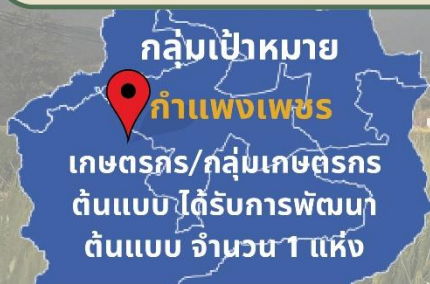 กลุ่มเป้าหมาย
กำแพงเพชร
เกษตรกร/กลุ่มเกษตรกร
ต้นแบบ ได้รับการพัฒนา
ต้นแบบ จำนวน 1 แห่ง